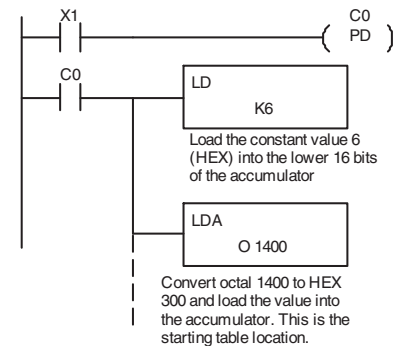 X1
C0
PD
C0
LD
K6
Load the constant value 6
(HEX) into the lower 16 bits
of the accumulator
LDA
O 1400
Convert octal 1400 to HEX
300 and load the value into
the accumulator. This is the
starting table location.